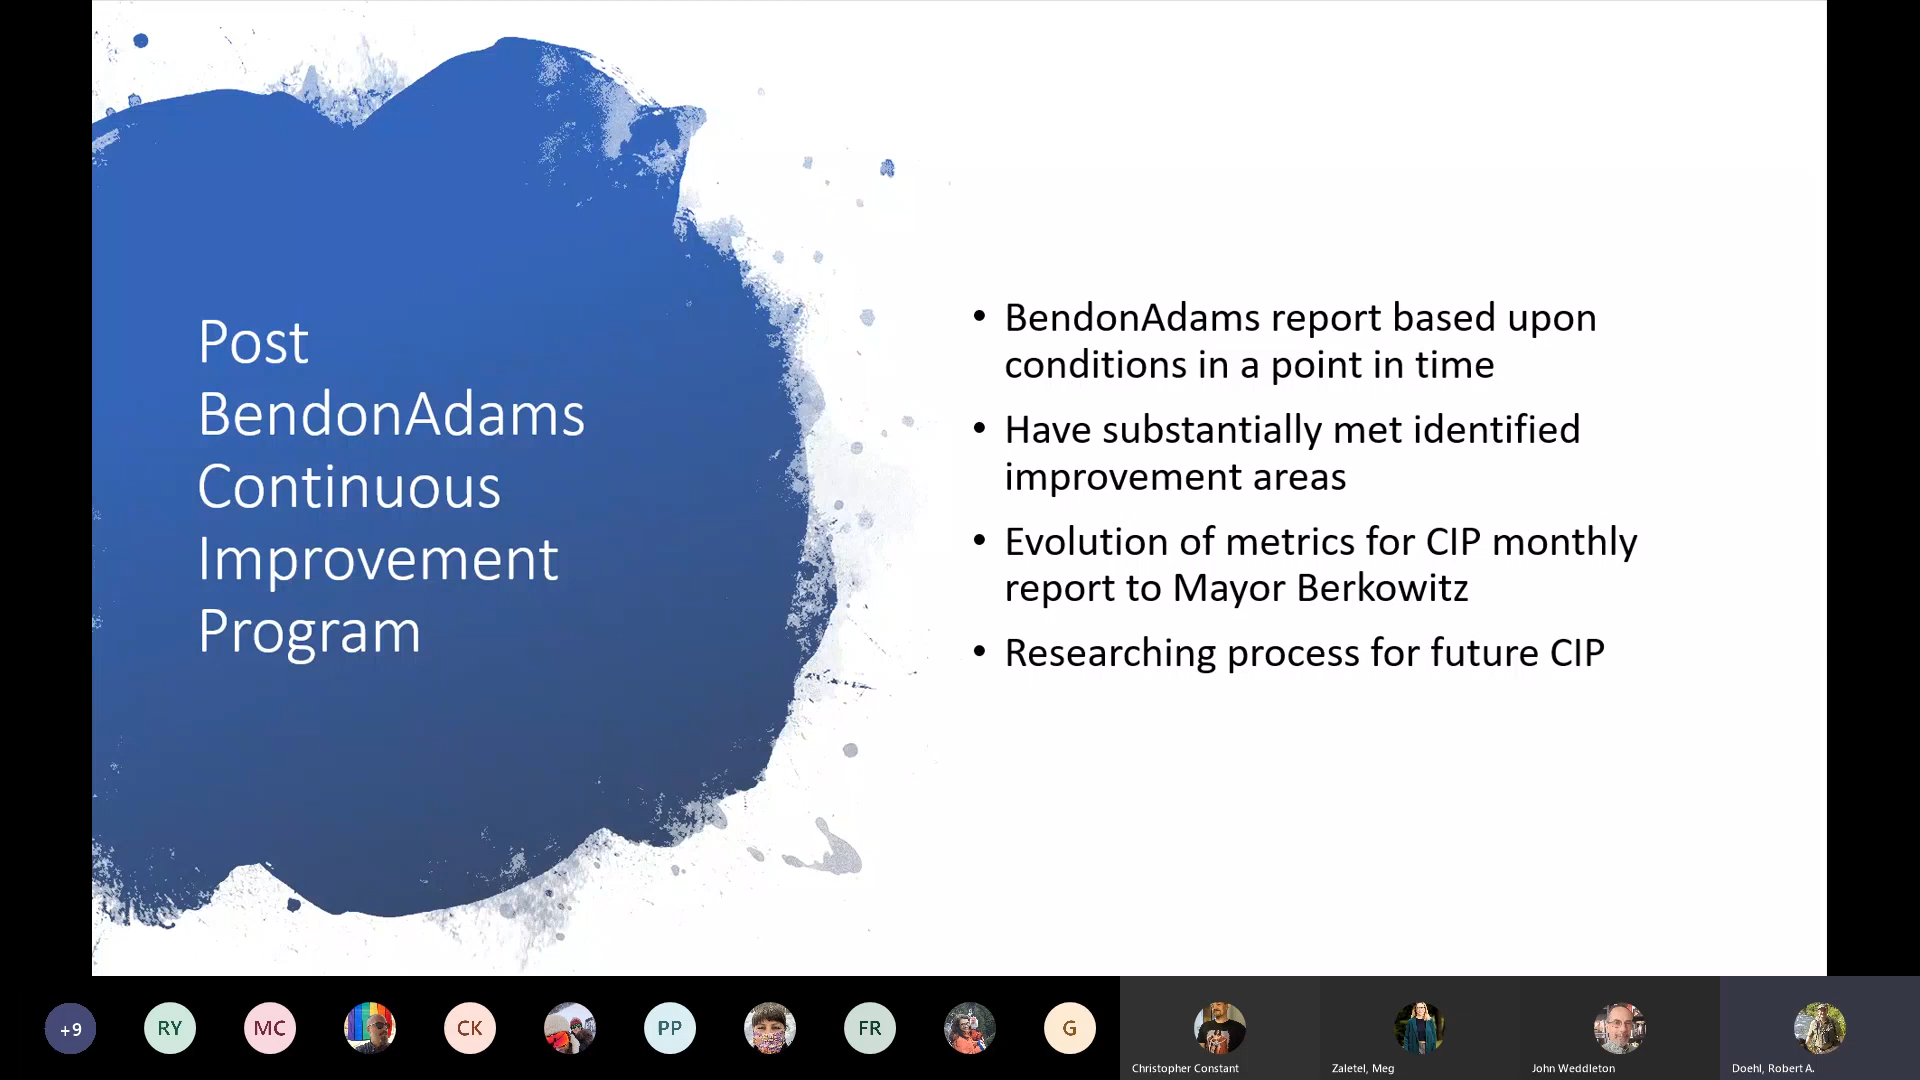 Post
BendonAdams
Continuous
Improvement
Program
• BendonAdams report based upon
conditions in a point in time
• Have substantially met identified
improvement areas
• Evolution of metrics for CIP monthly
report to Mayor Berkowitz
• Researching process for future CIP
+9
RY
MC
CK
PP
FR
G
Christopher Constant
Zaletel, Meg
John Weddleton
Doehl, Robert A.